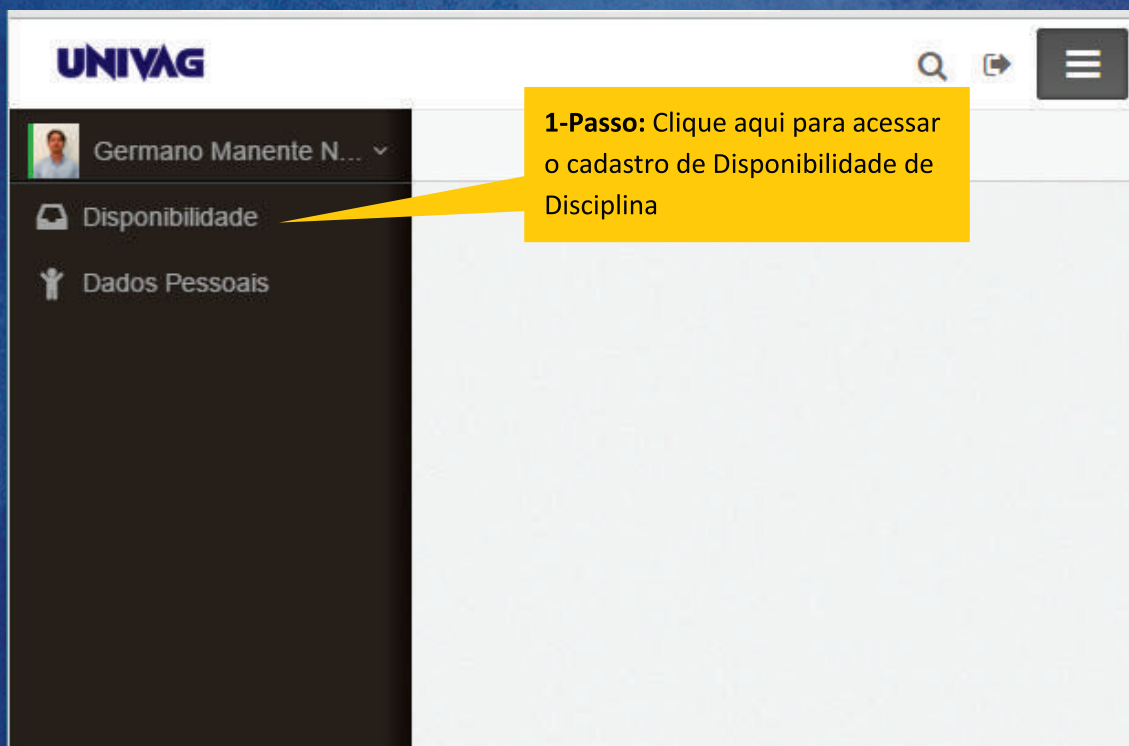 UNIVAG
1-Passo: Clique aqui para acessar
o cadastro de Disponibilidade de
Disciplina
Germano Manente N...
Disponibilidade
Dados Pessoais